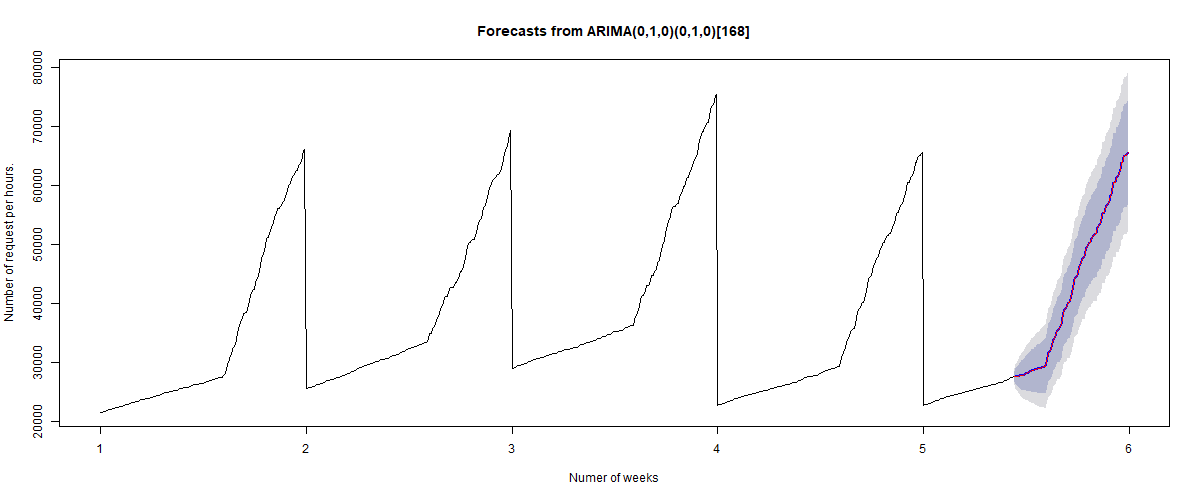 Forecasts from ARIMA(0,1,0)(0,1,0)[168]
Number of request per hours.
80000
70000
60000
50000
40000
30000
20000
1 2 3 4 5 6
Numer of weeks